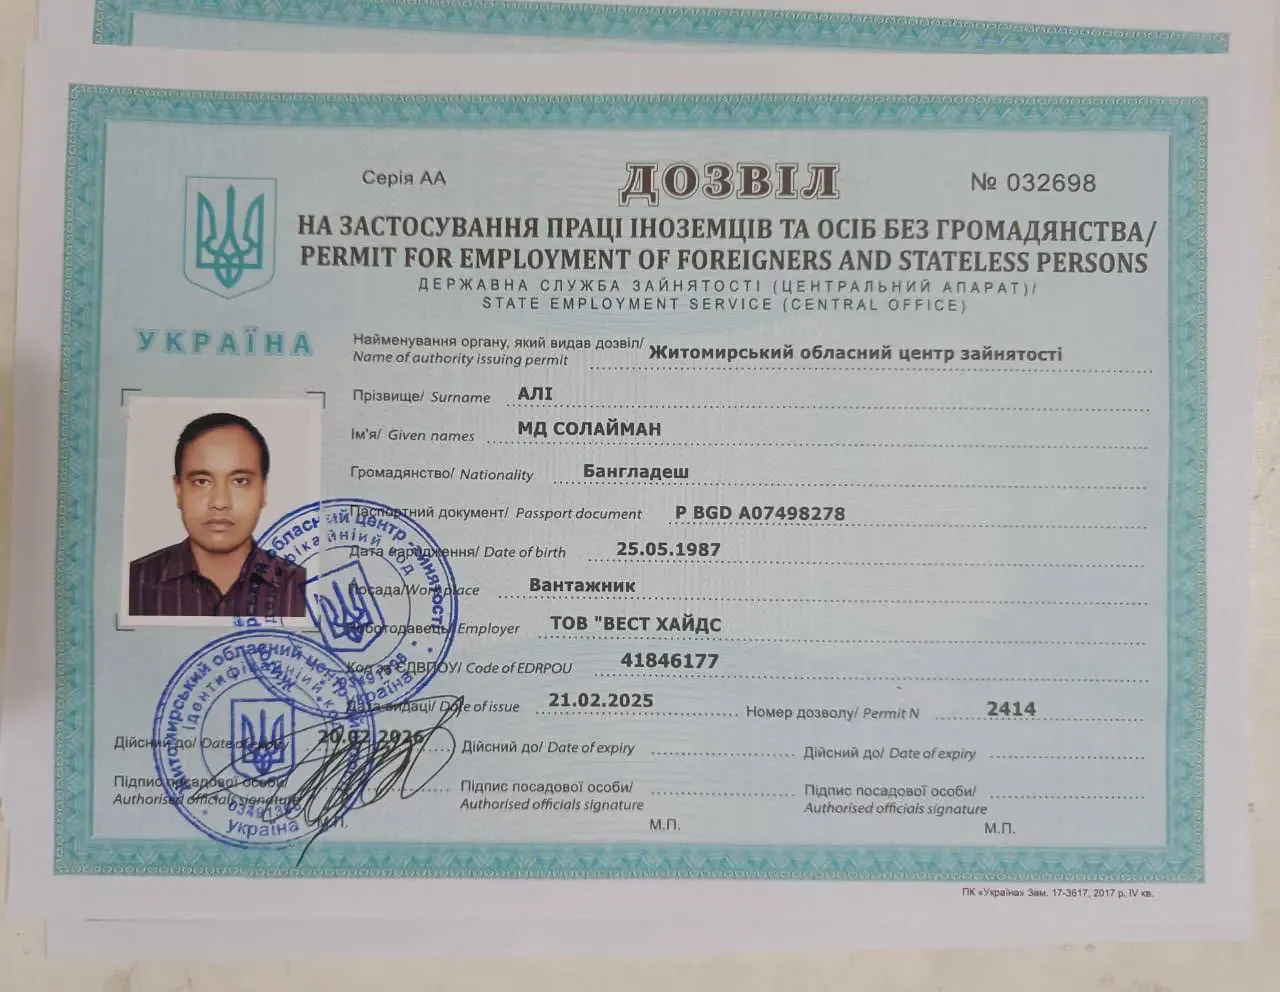 Серія АА
ДОЗВІЛ
№ 032698
НА ЗАСТОСУВАННЯ ПРАЦІ ІНОЗЕМЦІВ ТА ОСІБ БЕЗ ГРОМАДЯНСТВА/
PERMIT FOR EMPLOYMENT OF FOREIGNERS AND STATELESS PERSONS
ДЕРЖАВНА СЛУЖБА ЗАЙНЯТОСТІ (ЦЕНТРАЛЬНИЙ АПАРАТ)/
STATE EMPLOYMENT SERVICE (CENTRAL OFFICE)
УКРАЇНА
Найменування органу, який видав дозвіл/
Name of authority issuing permit
Житомирський обласний центр зайнятості
Прізвище/ Surname АЛІ
Ім'я/ Given names МД СОЛАЙМАН
Громадянство/ Nationality Бангладеш
Паспортний документ/ Passport document P BGD A07498278
Дата народження/ Date of birth 25.05.1987
Посада/Workplace Вантажник
Роботодавець/ Employer ТОВ "ВЕСТ ХАЙДС
Код за ЄДВПОУ/ Code of EDRPOU 41846177
Дата видачі/ Date of issue 21.02.2025
Номер дозволу/ Permit N 2414
Дійсний до/ Date of expiry 20.02.2026
Дійсний до/ Date of expiry
Дійсний до/ Date of expiry
Підпис посадової особи/
Authorised officials signature
М.П.
Підпис посадової особи/
Authorised officials signature
М.П.
Підпис посадової особи/
Authorised officials signature
М.П.
обласний центр
Україна
Житомирський обласний центр
03491398
Україна
ПК «Україна» Зам. 17-3617, 2017 р. IV кв.